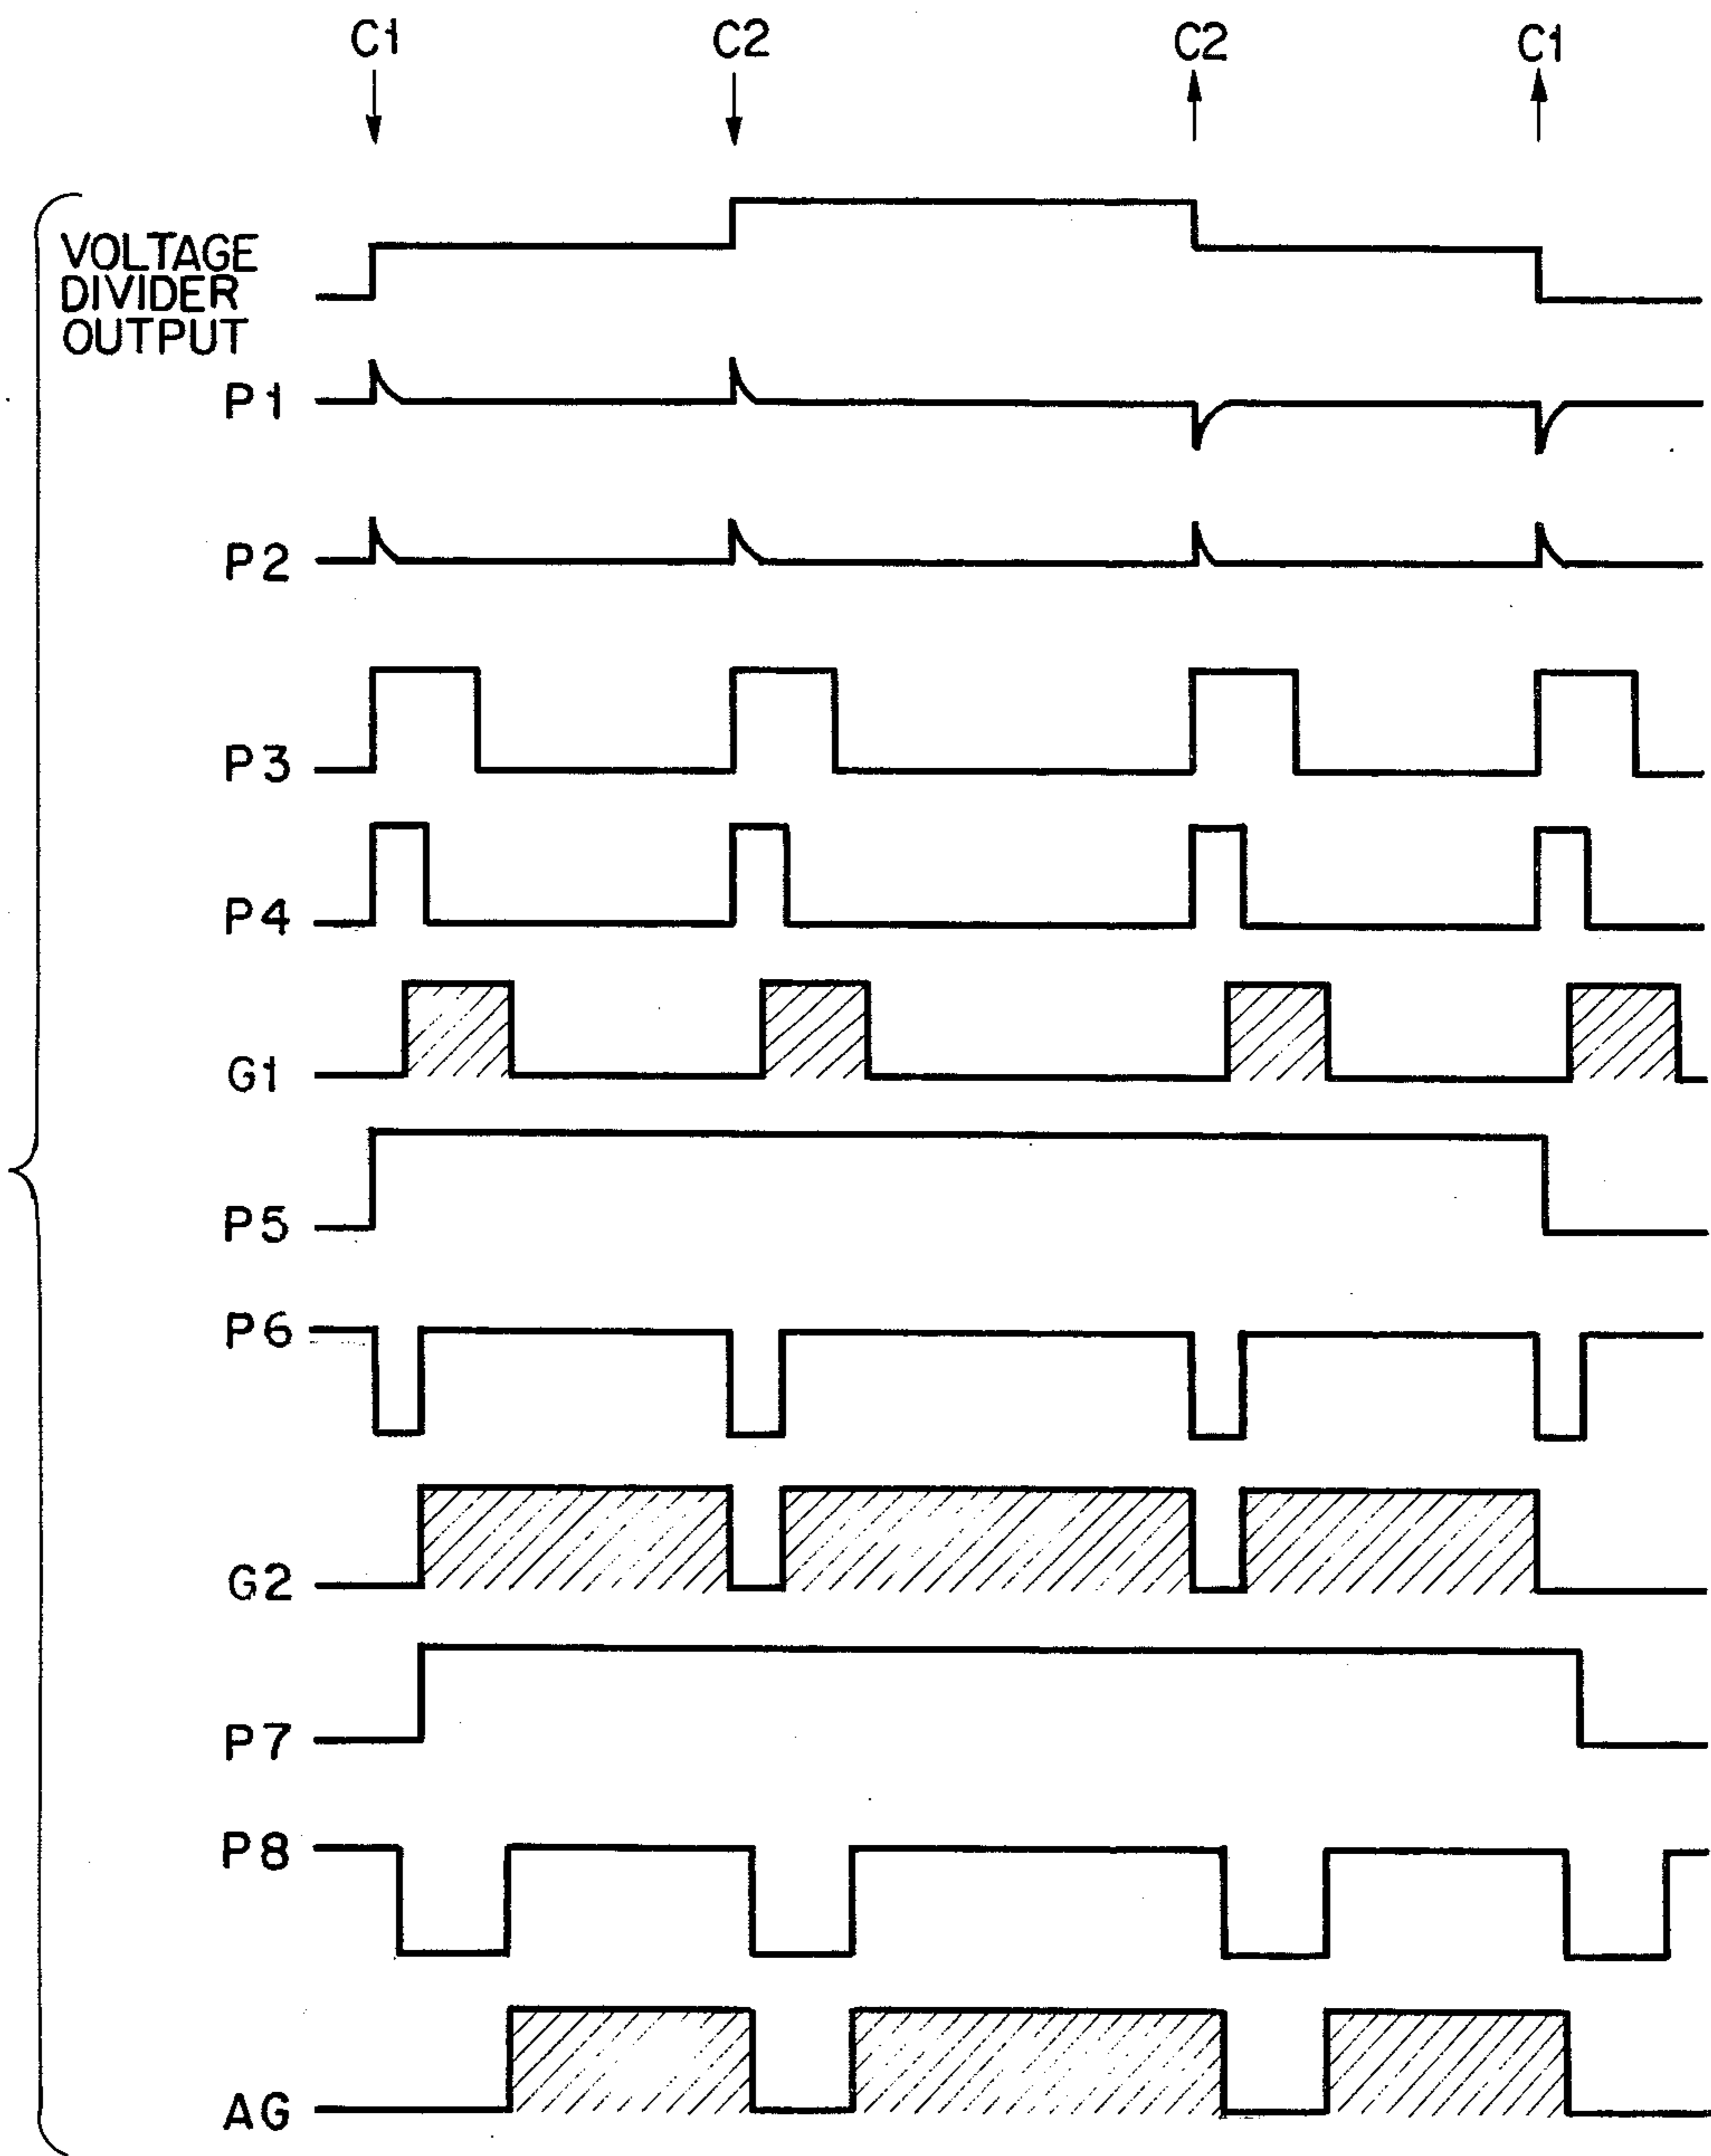 C1 C2 C2 C1
VOLTAGE
DIVIDER
OUTPUT
P1
P2
P3
P4
G1
P5
P6
G2
P7
P8
AG